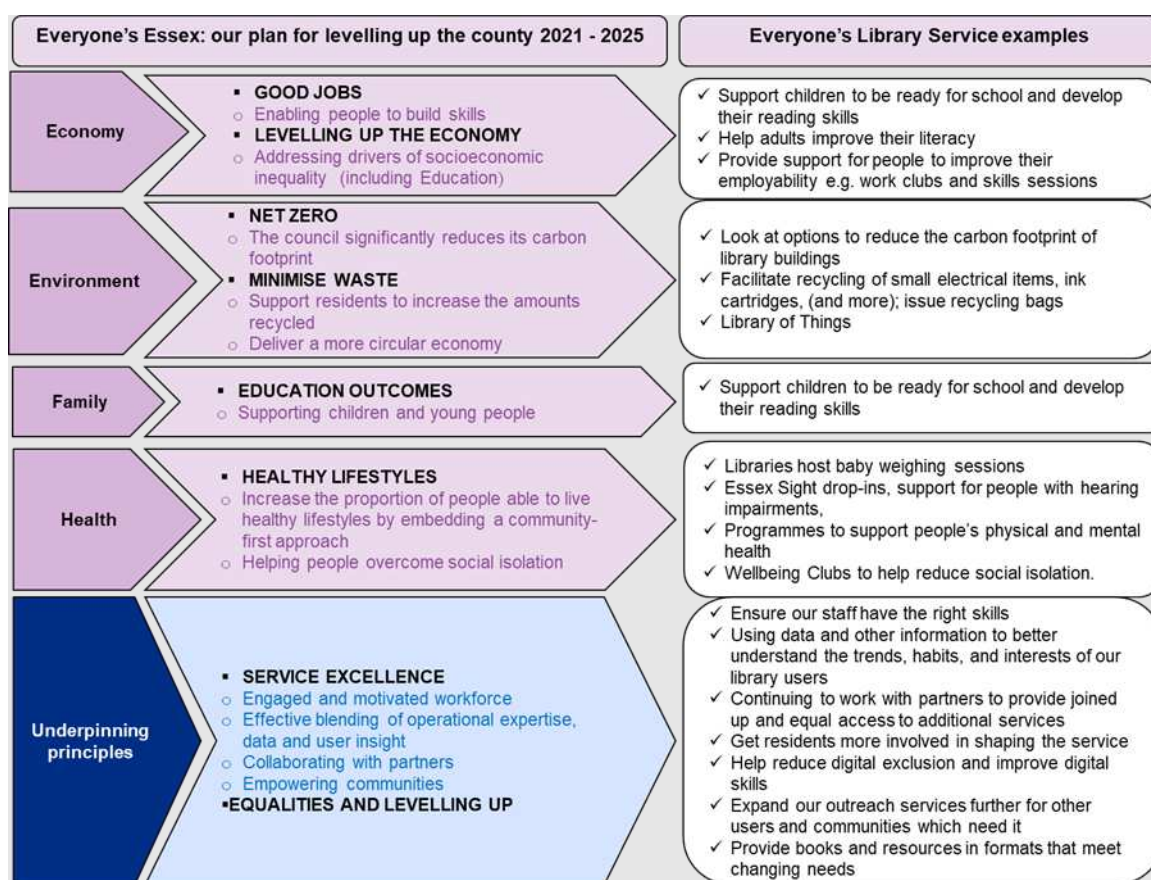 Everyone's Essex: our plan for levelling up the county 2021 - 2025
Everyone's Library Service examples
Economy
▪ GOOD JOBS
○ Enabling people to build skills
▪ LEVELLING UP THE ECONOMY
○ Addressing drivers of socioeconomic
inequality (including Education)
✓ Support children to be ready for school and develop
their reading skills
✓ Help adults improve their literacy
✓ Provide support for people to improve their
employability e.g. work clubs and skills sessions
Environment
▪ NET ZERO
○ The council significantly reduces its carbon
footprint
▪ MINIMISE WASTE
○ Support residents to increase the amounts
recycled
○ Deliver a more circular economy
✓ Look at options to reduce the carbon footprint of
library buildings
✓ Facilitate recycling of small electrical items, ink
cartridges, (and more); issue recycling bags
✓ Library of Things
Family
▪ EDUCATION OUTCOMES
○ Supporting children and young people
✓ Support children to be ready for school and develop
their reading skills
Health
▪ HEALTHY LIFESTYLES
○ Increase the proportion of people able to live
healthy lifestyles by embedding a community-
first approach
○ Helping people overcome social isolation
✓ Libraries host baby weighing sessions
✓ Essex Sight drop-ins, support for people with hearing
impairments,
✓ Programmes to support people's physical and mental
health
✓ Wellbeing Clubs to help reduce social isolation.
Underpinning
principles
▪ SERVICE EXCELLENCE
○ Engaged and motivated workforce
○ Effective blending of operational expertise,
data and user insight
○ Collaborating with partners
○ Empowering communities
▪EQUALITIES AND LEVELLING UP
✓ Ensure our staff have the right skills
✓ Using data and other information to better
understand the trends, habits, and interests of our
library users
✓ Continuing to work with partners to provide joined
up and equal access to additional services
✓ Get residents more involved in shaping the service
✓ Help reduce digital exclusion and improve digital
skills
✓ Expand our outreach services further for other
users and communities which need it
✓ Provide books and resources in formats that meet
changing needs